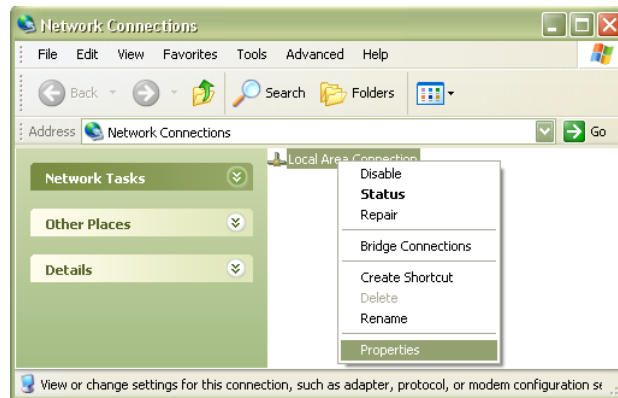 Network Connections
File Edit View Favorites Tools Advanced Help
Back Search Folders
Address Network Connections Go
Local Area Connection
Network Tasks
Other Places
Details
Disable
Status
Repair
Bridge Connections
Create Shortcut
Delete
Rename
Properties
View or change settings for this connection, such as adapter, protocol, or modem configuration se